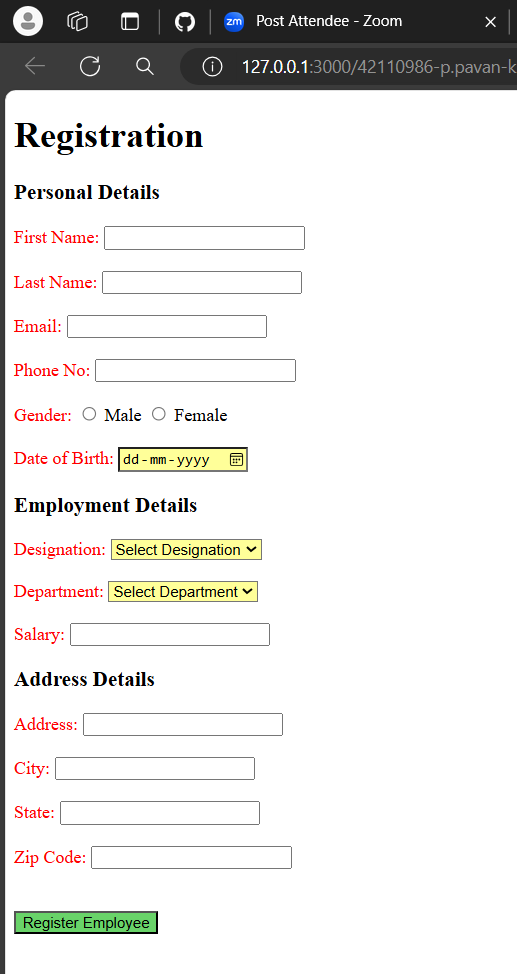 zm Post Attendee - Zoom
127.0.0.1:3000/42110986-p.pavan-k
Registration
Personal Details
First Name:
Last Name:
Email:
Phone No:
Gender: Male Female
Date of Birth: dd-mm-yyyy
Employment Details
Designation: Select Designation
Department: Select Department
Salary:
Address Details
Address:
City:
State:
Zip Code:
Register Employee